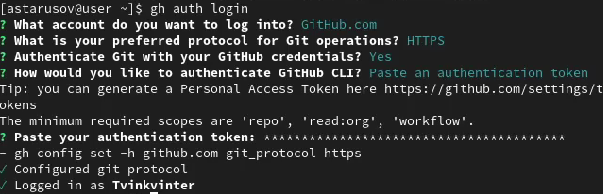 [astarusov@user ~]$ gh auth login
? What account do you want to log into? GitHub.com
? What is your preferred protocol for Git operations? HTTPS
? Authenticate Git with your GitHub credentials? Yes
? How would you like to authenticate GitHub CLI? Paste an authentication token
Tip: you can generate a Personal Access Token here https://github.com/settings/t
okens
The minimum required scopes are 'repo', 'read:org', 'workflow'.
? Paste your authentication token: ****************************************
- gh config set -h github.com git_protocol https
✓ Configured git protocol
✓ Logged in as Tvinkvinter